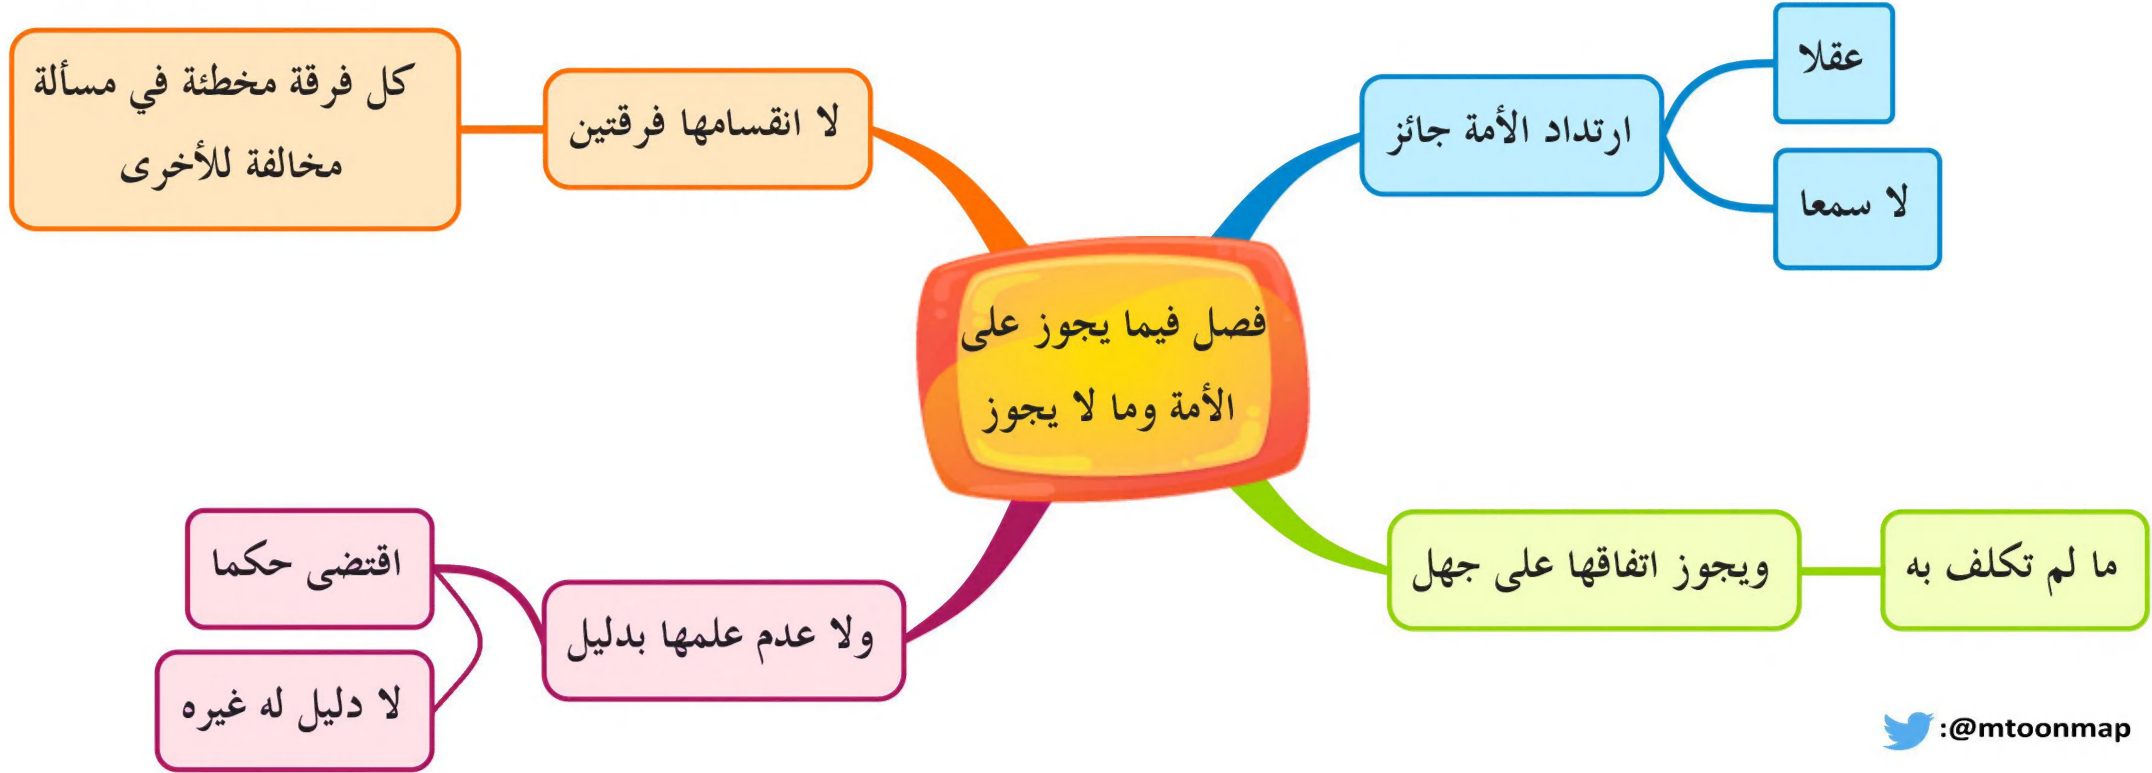 فصل فيما يجوز على
الأمة وما لا يجوز
ارتداد الأمة جائز
عقلا
لا سمعا
ويجوز اتفاقها على جهل
ما لم تكلف به
لا انقسامها فرقتين
كل فرقة مخطئة في مسألة
مخالفة للأخرى
ولا عدم علمها بدليل
اقتضى حكما
لا دليل له غيره
:@mtoonmap